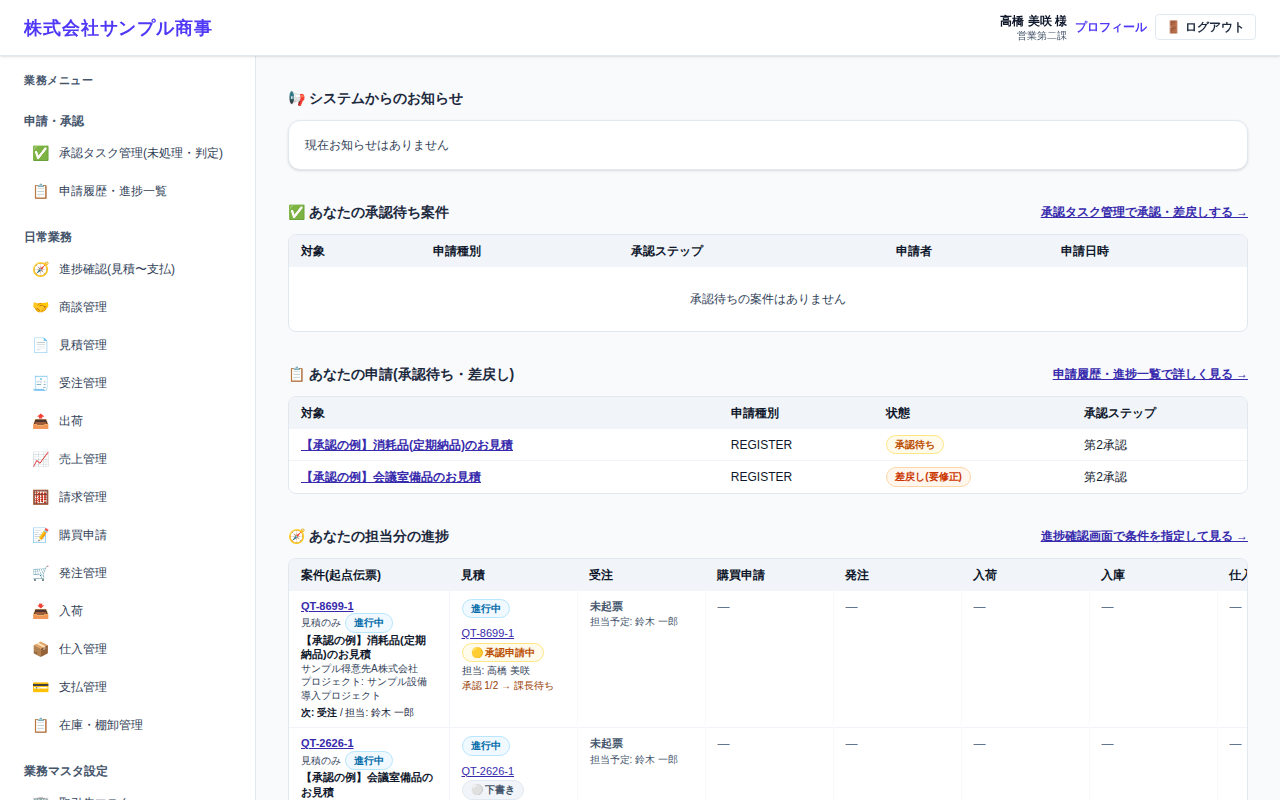 株式会社サンプル商事
高橋 美咲 様
営業第二課
プロフィール
ログアウト
業務メニュー
申請・承認
承認タスク管理(未処理・判定)
申請履歴・進捗一覧
日常業務
進捗確認(見積〜支払)
商談管理
見積管理
受注管理
出荷
売上管理
請求管理
購買申請
発注管理
入荷
仕入管理
支払管理
在庫・棚卸管理
業務マスタ設定
システムからのお知らせ
現在お知らせはありません
あなたの承認待ち案件
承認タスク管理で承認・差戻しする →
対象 申請種別 承認ステップ 申請者 申請日時
承認待ちの案件はありません
あなたの申請(承認待ち・差戻し)
申請履歴・進捗一覧で詳しく見る →
対象 申請種別 状態 承認ステップ
【承認の例】消耗品(定期納品)のお見積 REGISTER 承認待ち 第2承認
【承認の例】会議室備品のお見積 REGISTER 差戻し(要修正) 第2承認
あなたの担当分の進捗
進捗確認画面で条件を指定して見る →
案件(起点伝票) 見積 受注 購買申請 発注 入荷 入庫 仕入
QT-8699-1
見積のみ 進行中
【承認の例】消耗品(定期
納品)のお見積
サンプル得意先A株式会社
プロジェクト: サンプル設備
導入プロジェクト
次: 受注 / 担当: 鈴木 一郎
進行中
QT-8699-1
承認申請中
担当: 高橋 美咲
承認 1/2 → 課長待ち
未起票
担当予定: 鈴木 一郎
— — — — — —
QT-2626-1
見積のみ 進行中
【承認の例】会議室備品の
お見積
進行中
QT-2626-1
下書き
未起票
担当予定: 鈴木 一郎
— — — — — —